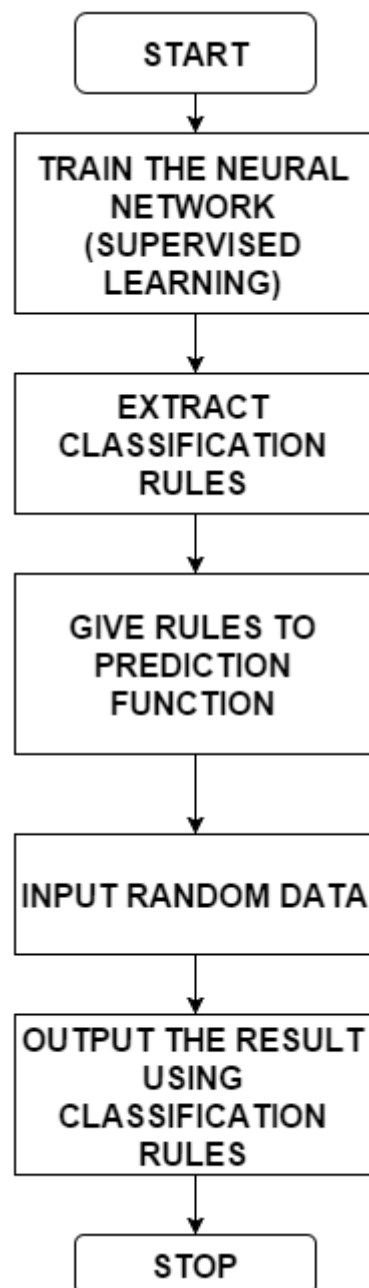 START
TRAIN THE NEURAL
NETWORK
(SUPERVISED
LEARNING)
EXTRACT
CLASSIFICATION
RULES
GIVE RULES TO
PREDICTION
FUNCTION
INPUT RANDOM DATA
OUTPUT THE RESULT
USING
CLASSIFICATION
RULES
STOP